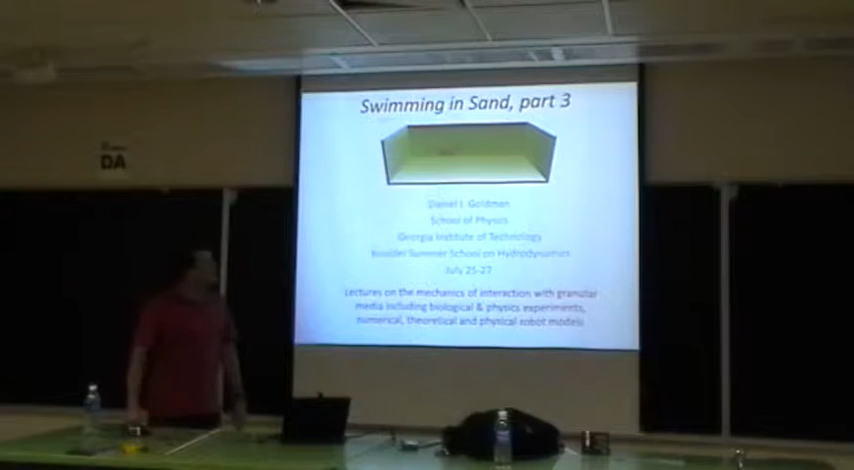 Swimming in Sand, part 3
Daniel I. Goldman
School of Physics
Georgia Institute of Technology
Boulder Summer School on Hydrodynamics
July 25-27
Lectures on the mechanics of interaction with granular
media including biological & physics experiments,
numerical, theoretical and physical robot models
DA